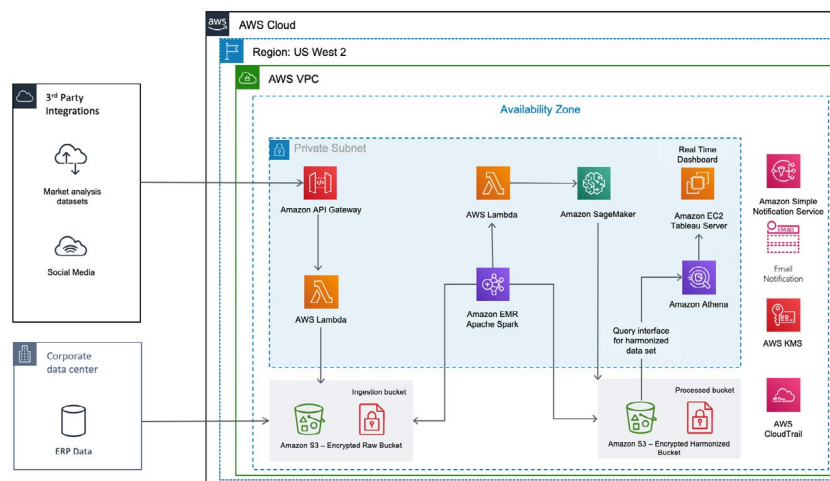 aws
AWS Cloud
Region: US West 2
AWS VPC
Availability Zone
3rd Party
Integrations
Market analysis
datasets
Social Media
Corporate
data center
ERP Data
Private Subnet
Amazon API Gateway
AWS Lambda
AWS Lambda
Amazon SageMaker
Real Time
Dashboard
Amazon EC2
Tableau Server
Amazon EMR
Apache Spark
Amazon Athena
Query interface
for harmonized
data set
Ingestion bucket
Amazon S3 – Encrypted Raw Bucket
Processed bucket
Amazon S3 – Encrypted Harmonized
Bucket
Amazon Simple
Notification Service
EMAIL
Email
Notification
AWS KMS
AWS
CloudTrail